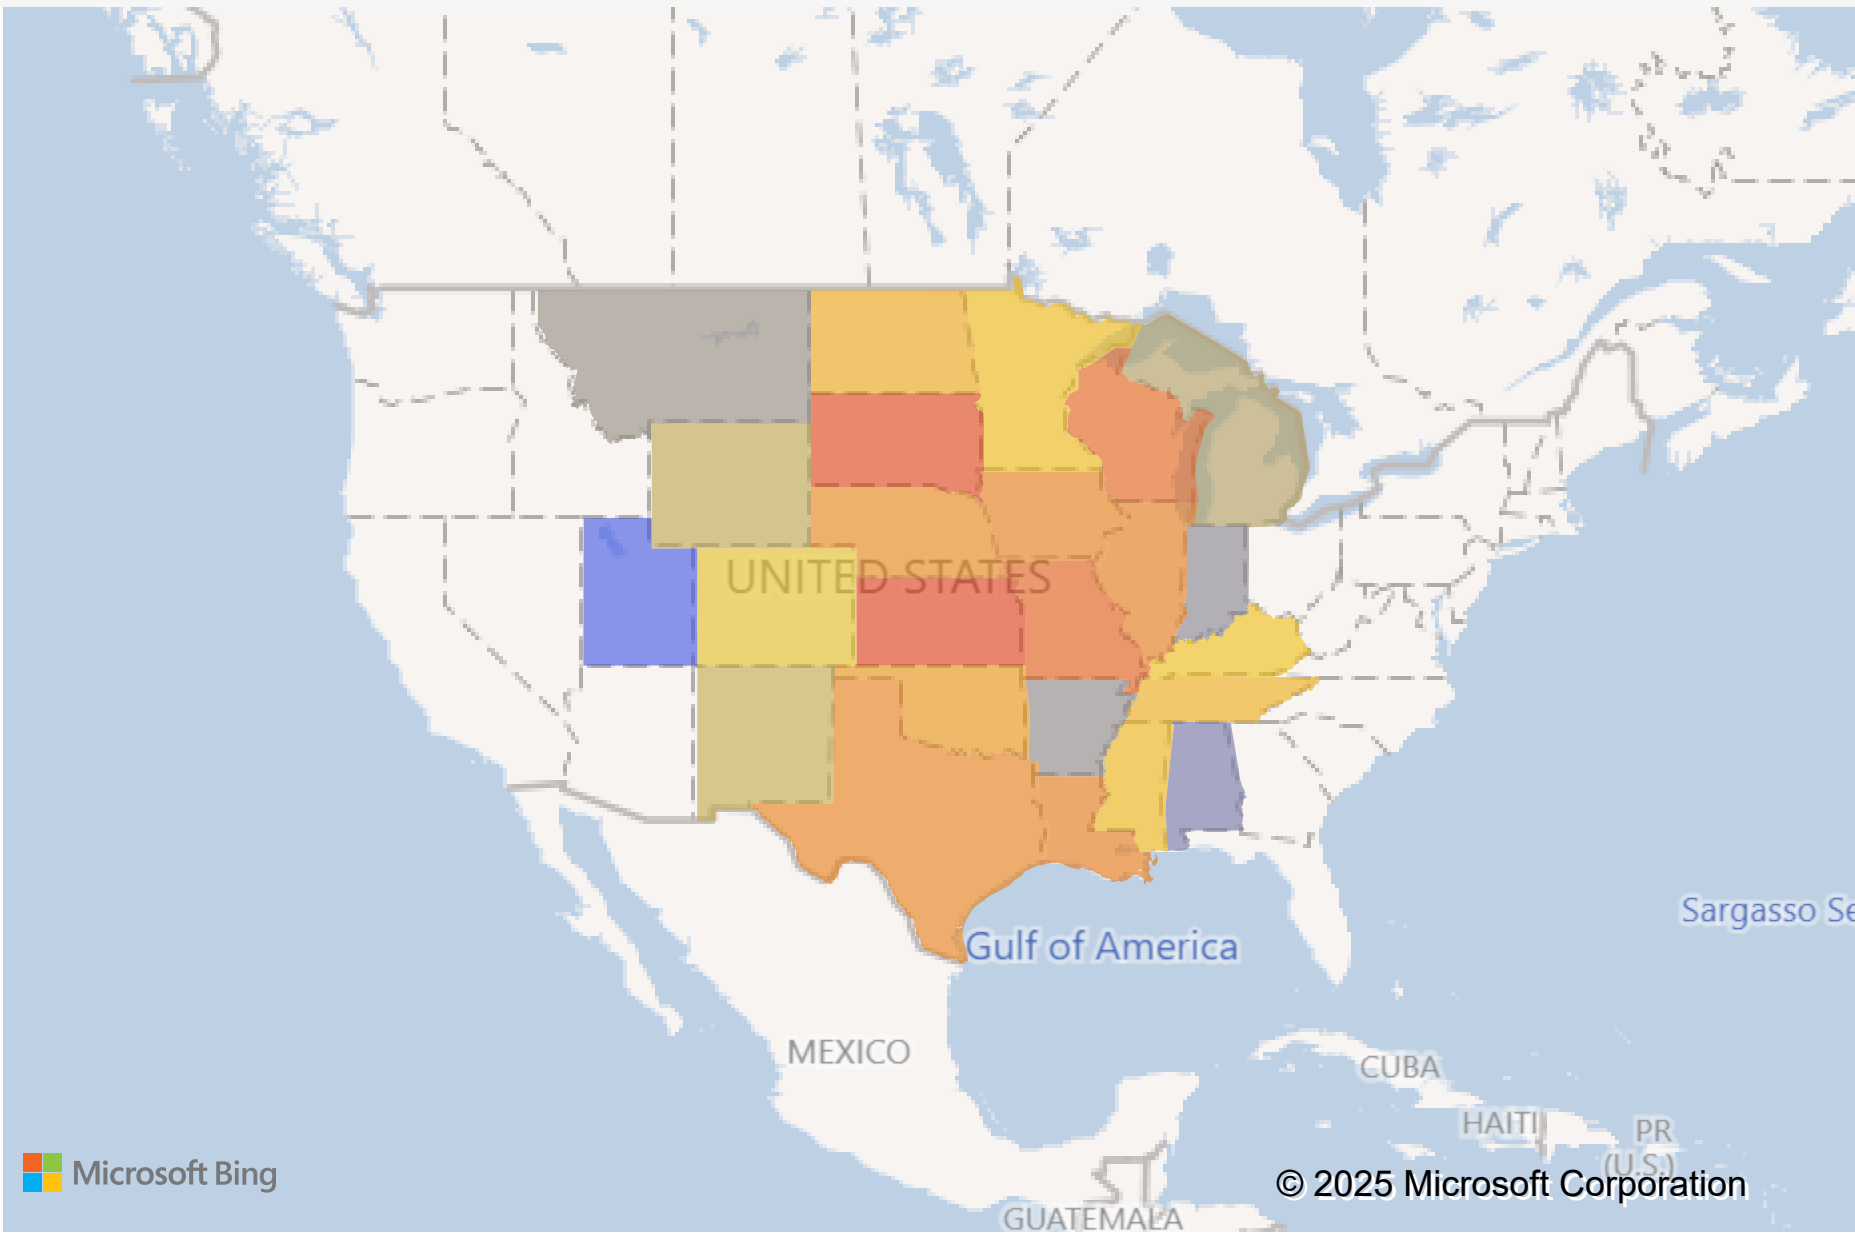 UNITED STATES
Sargasso Se
Gulf of America
MEXICO
CUBA
HAITI
PR
(U.S.)
Microsoft Bing
© 2025 Microsoft Corporation
GUATEMALA